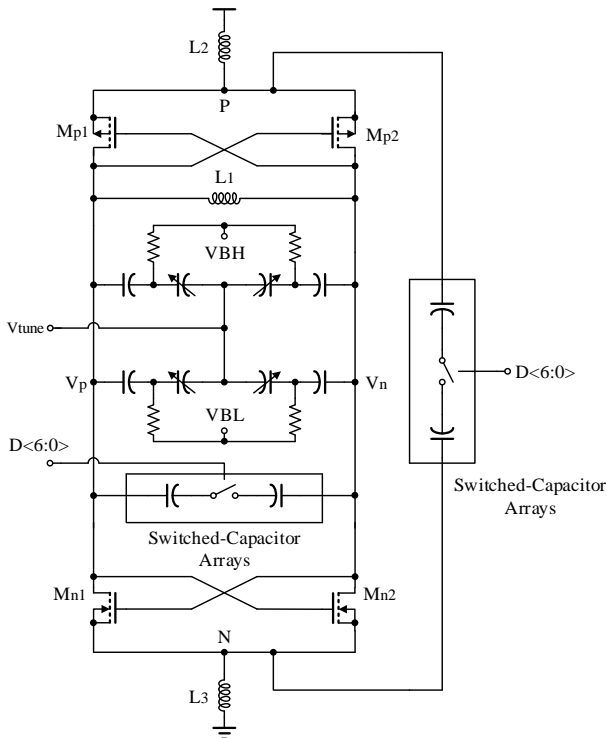 L2
P
Mp1
Mp2
L1
VBH
Vtune
Vp
Vn
D<6:0>
VBL
D<6:0>
Switched-Capacitor
Arrays
Switched-Capacitor
Arrays
Mn1
Mn2
N
L3